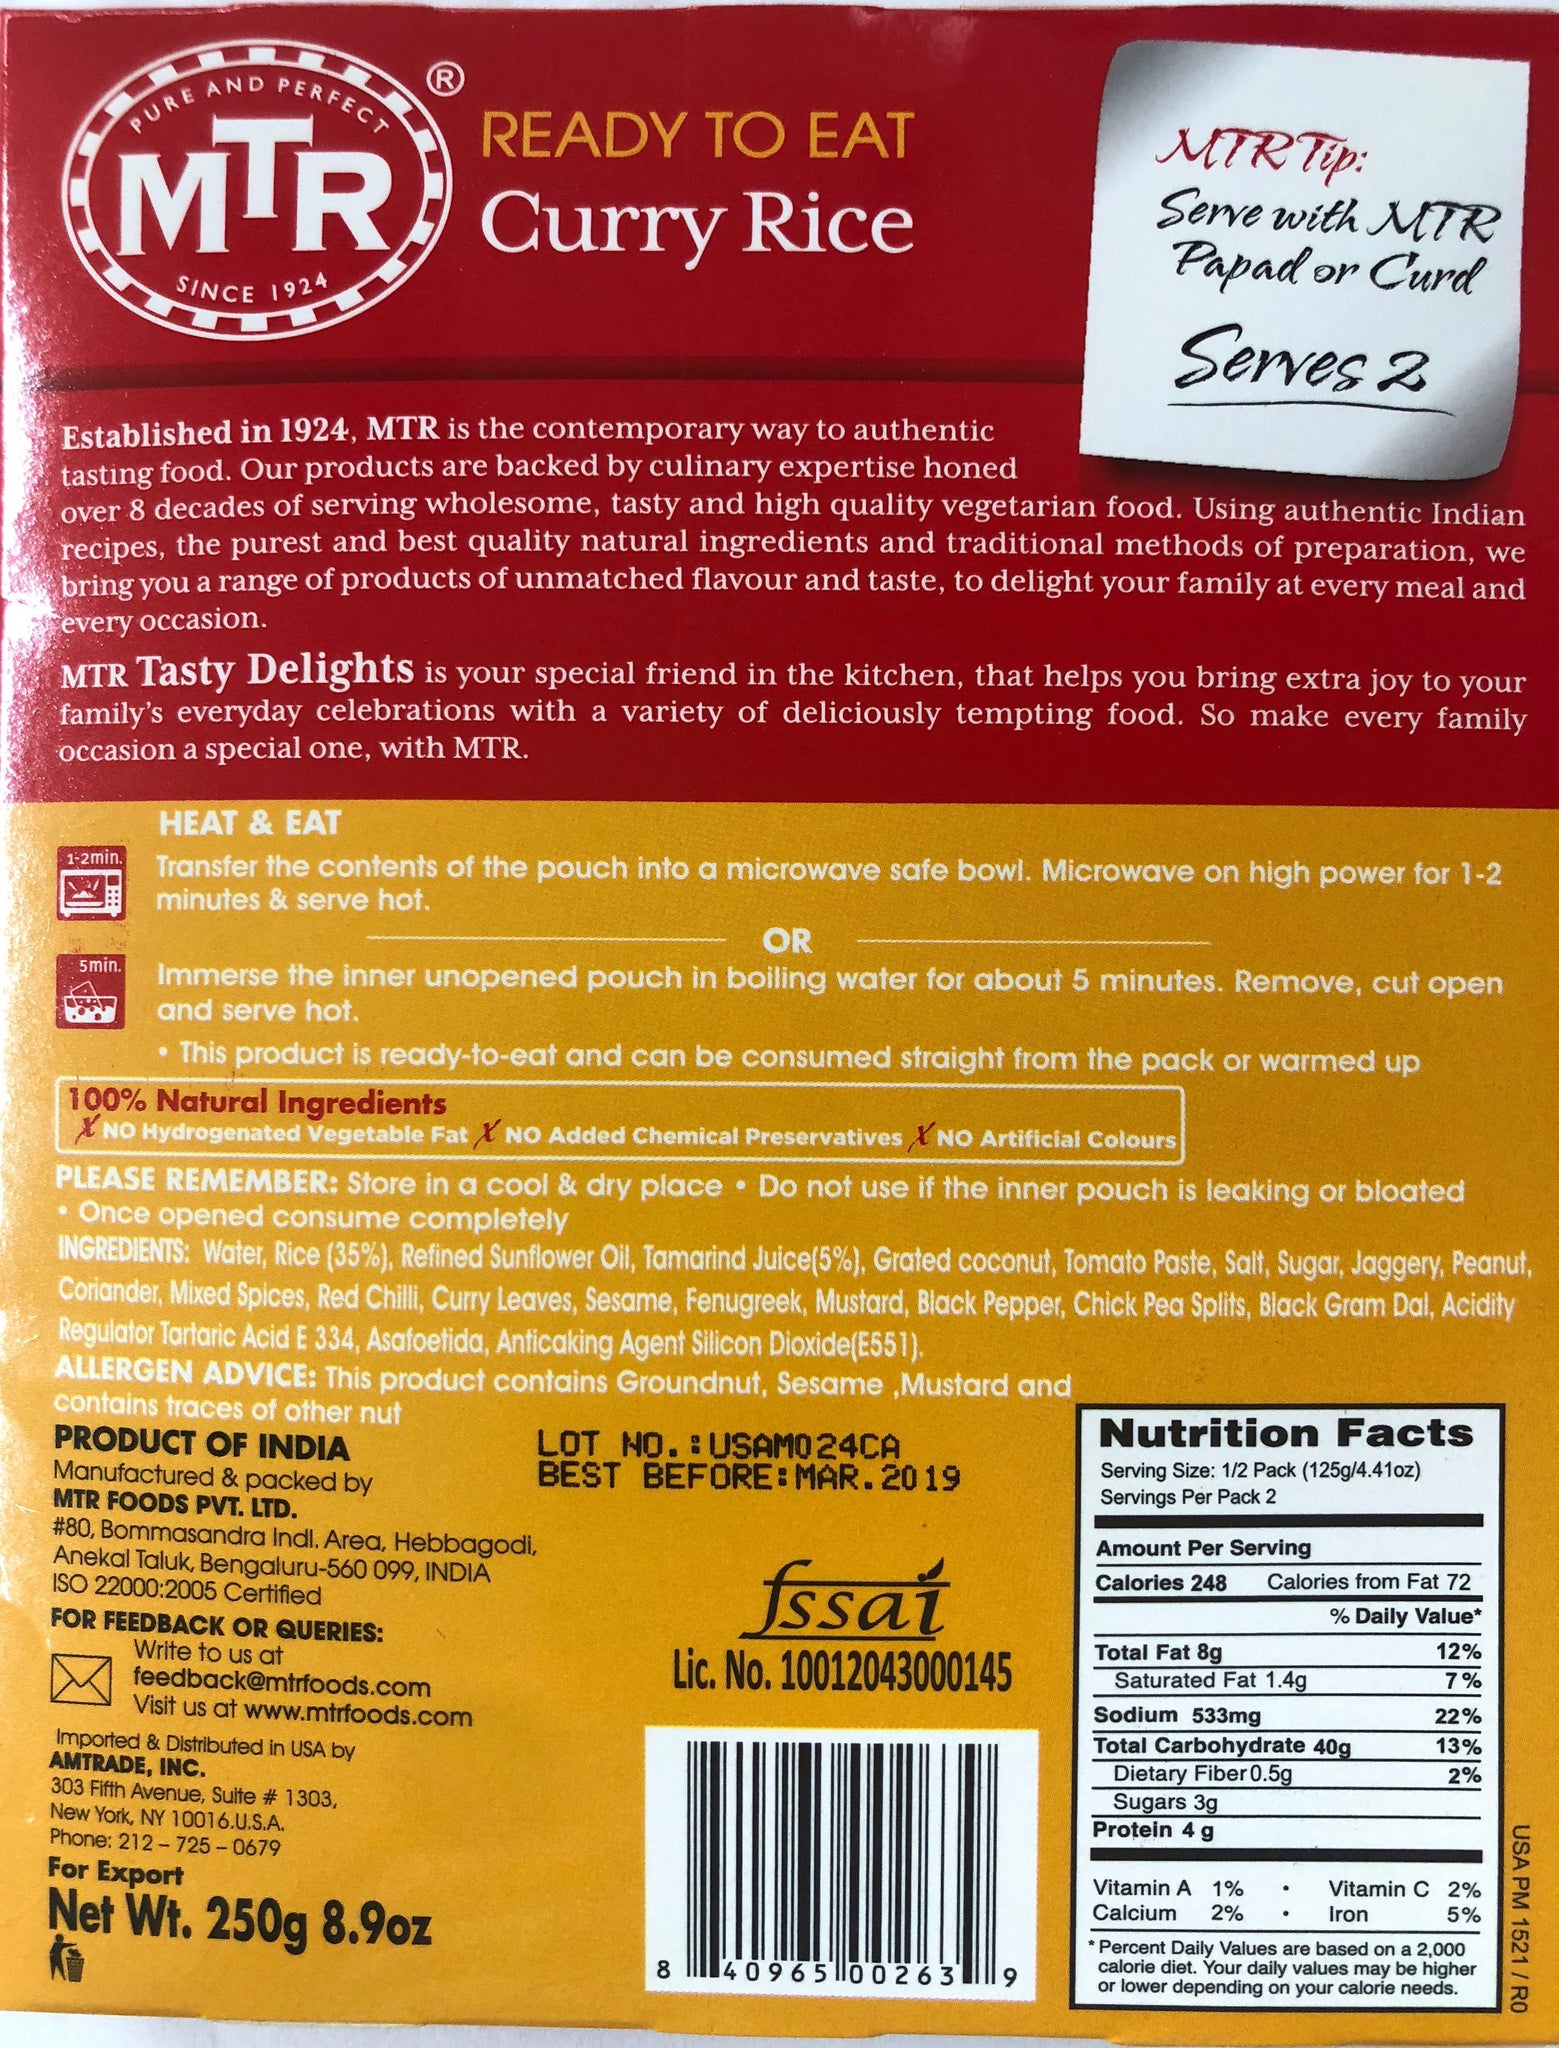 PURE AND PERFECT
MTR
SINCE 1924
®
READY TO EAT
Curry Rice
MTR Tip:
Serve with MTR
Papad or Curd
Serves 2
Established in 1924, MTR is the contemporary way to authentic
tasting food. Our products are backed by culinary expertise honed
over 8 decades of serving wholesome, tasty and high quality vegetarian food. Using authentic Indian
recipes, the purest and best quality natural ingredients and traditional methods of preparation, we
bring you a range of products of unmatched flavour and taste, to delight your family at every meal and
every occasion.
MTR Tasty Delights is your special friend in the kitchen, that helps you bring extra joy to your
family's everyday celebrations with a variety of deliciously tempting food. So make every family
occasion a special one, with MTR.
HEAT & EAT
1-2min.
Transfer the contents of the pouch into a microwave safe bowl. Microwave on high power for 1-2
minutes & serve hot.
OR
5min.
Immerse the inner unopened pouch in boiling water for about 5 minutes. Remove, cut open
and serve hot.
• This product is ready-to-eat and can be consumed straight from the pack or warmed up
100% Natural Ingredients
X NO Hydrogenated Vegetable Fat X NO Added Chemical Preservatives X NO Artificial Colours
PLEASE REMEMBER: Store in a cool & dry place • Do not use if the inner pouch is leaking or bloated
• Once opened consume completely
INGREDIENTS: Water, Rice (35%), Refined Sunflower Oil, Tamarind Juice(5%), Grated coconut, Tomato Paste, Salt, Sugar, Jaggery, Peanut,
Coriander, Mixed Spices, Red Chilli, Curry Leaves, Sesame, Fenugreek, Mustard, Black Pepper, Chick Pea Splits, Black Gram Dal, Acidity
Regulator Tartaric Acid E 334, Asafoetida, Anticaking Agent Silicon Dioxide(E551).
ALLERGEN ADVICE: This product contains Groundnut, Sesame ,Mustard and
contains traces of other nut
PRODUCT OF INDIA
Manufactured & packed by
MTR FOODS PVT. LTD.
#80, Bommasandra Indl. Area, Hebbagodi,
Anekal Taluk, Bengaluru-560 099, INDIA
ISO 22000:2005 Certified
FOR FEEDBACK OR QUERIES:
Write to us at
feedback@mtrfoods.com
Visit us at www.mtrfoods.com
Imported & Distributed in USA by
AMTRADE, INC.
303 Fifth Avenue, Suite # 1303,
New York, NY 10016.U.S.A.
Phone: 212 – 725 – 0679
For Export
Net Wt. 250g 8.9oz
LOT NO.:USAM024CA
BEST BEFORE:MAR.2019
fssai
Lic. No. 10012043000145
8 40965 00263 9
Nutrition Facts
Serving Size: 1/2 Pack (125g/4.41oz)
Servings Per Pack 2
Amount Per Serving
Calories 248 Calories from Fat 72
% Daily Value*
Total Fat 8g 12%
Saturated Fat 1.4g 7%
Sodium 533mg 22%
Total Carbohydrate 40g 13%
Dietary Fiber 0.5g 2%
Sugars 3g
Protein 4 g
Vitamin A 1% • Vitamin C 2%
Calcium 2% • Iron 5%
* Percent Daily Values are based on a 2,000
calorie diet. Your daily values may be higher
or lower depending on your calorie needs.
USA PM 1521 / R0